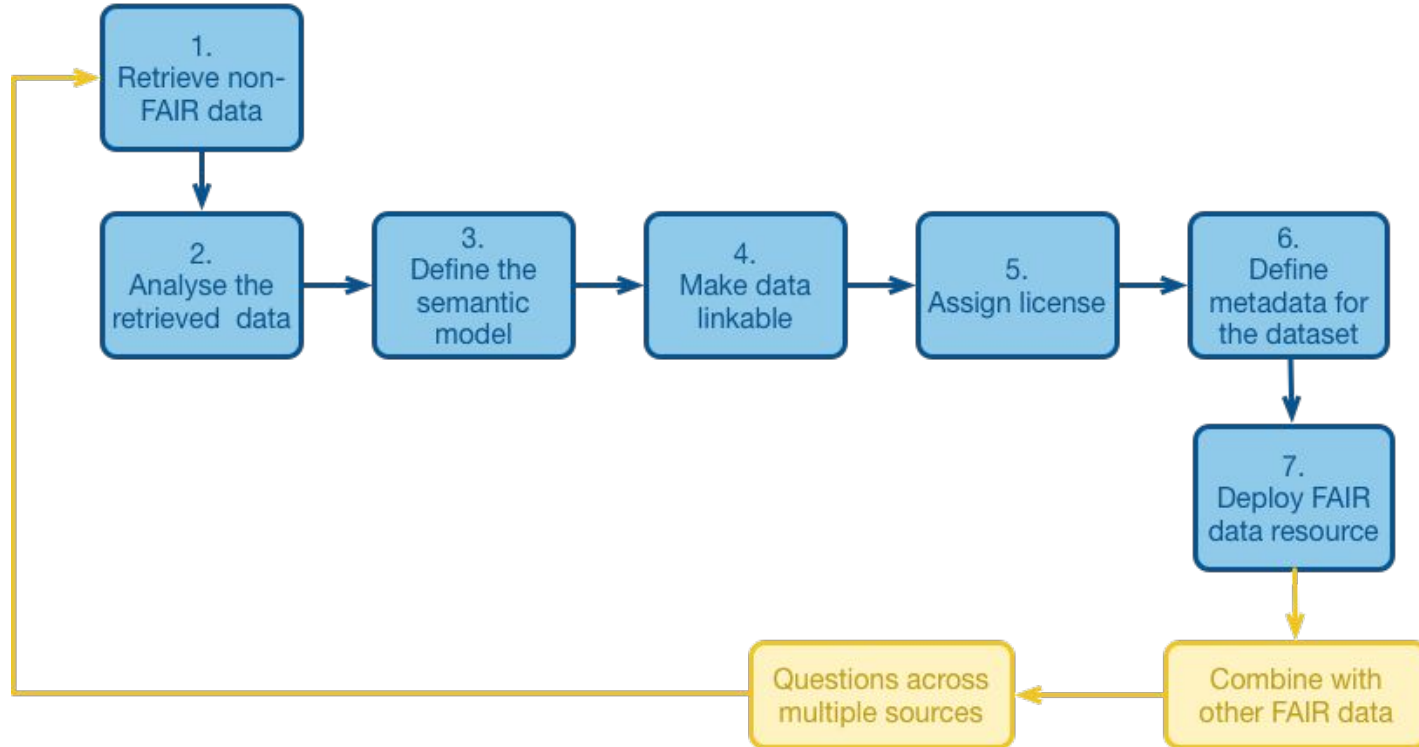 1.
Retrieve non-
FAIR data
2.
Analyse the
retrieved data
3.
Define the
semantic
model
4.
Make data
linkable
5.
Assign license
6.
Define
metadata for
the dataset
7.
Deploy FAIR
data resource
Combine with
other FAIR data
Questions across
multiple sources